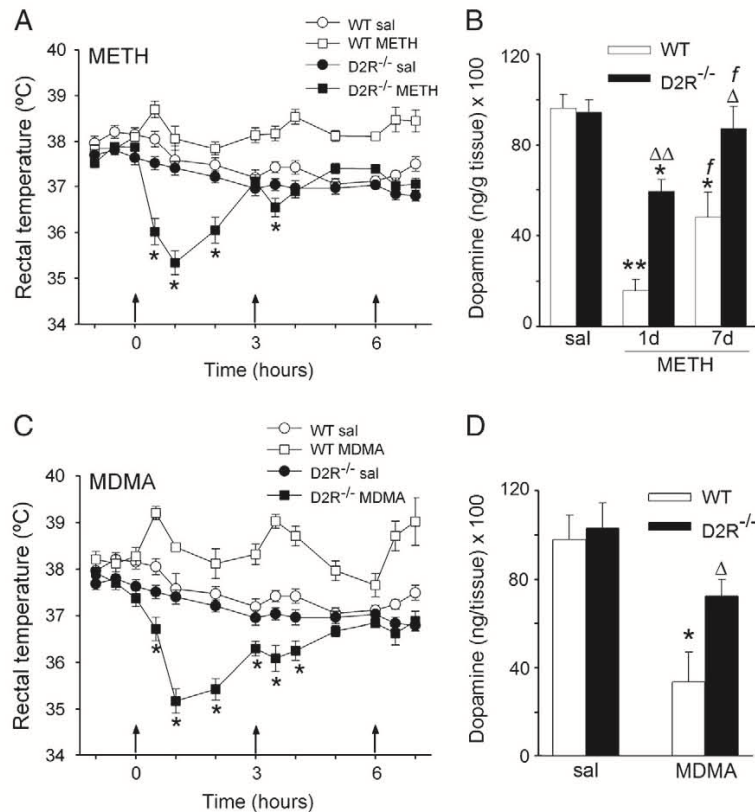 A
METH
WT sal
WT METH
D2R-/- sal
D2R-/- METH
Rectal temperature (ºC)
40
39
38
37
36
35
34
*
*
*
*
0
3
6
Time (hours)
B
WT
D2R-/-
Dopamine (ng/g tissue) x 100
120
80
40
0
**
ΔΔ
*
f
*
f
Δ
sal
1d
7d
METH
C
MDMA
WT sal
WT MDMA
D2R-/- sal
D2R-/- MDMA
Rectal temperature (ºC)
40
39
38
37
36
35
34
*
*
*
*
*
*
0
3
6
Time (hours)
D
WT
D2R-/-
Dopamine (ng/tissue) x 100
120
80
40
0
*
Δ
sal
MDMA